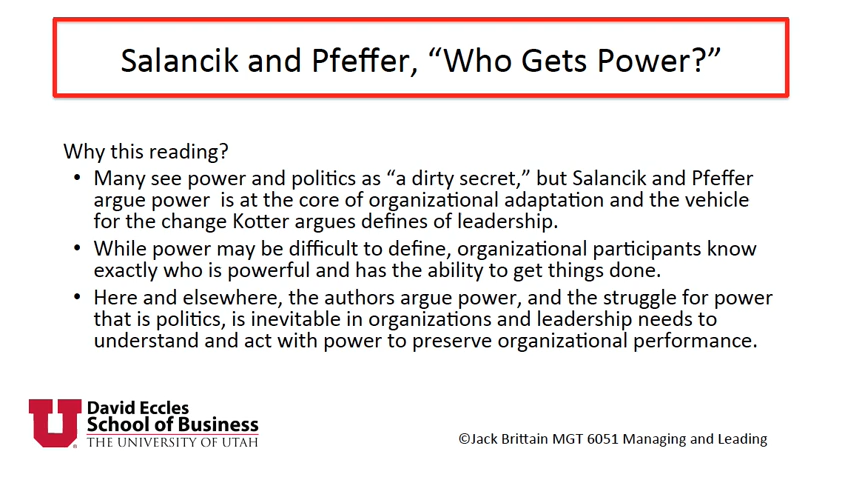 Salancik and Pfeffer, “Who Gets Power?”
Why this reading?
• Many see power and politics as “a dirty secret,” but Salancik and Pfeffer
argue power  is at the core of organizational adaptation and the vehicle
for the change Kotter argues defines of leadership.
• While power may be difficult to define, organizational participants know
exactly who is powerful and has the ability to get things done.
• Here and elsewhere, the authors argue power, and the struggle for power
that is politics, is inevitable in organizations and leadership needs to
understand and act with power to preserve organizational performance.
U®
David Eccles
School of Business
THE UNIVERSITY OF UTAH
©Jack Brittain MGT 6051 Managing and Leading